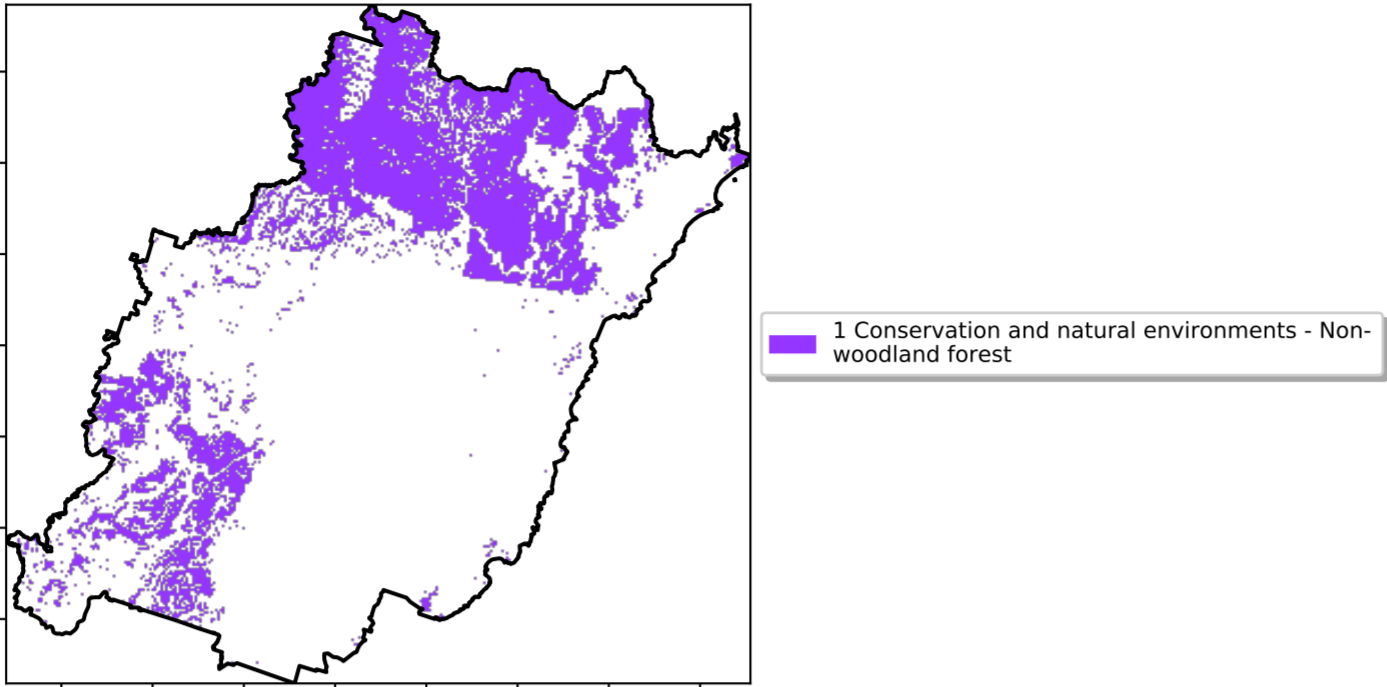 1 Conservation and natural environments - Non-
woodland forest